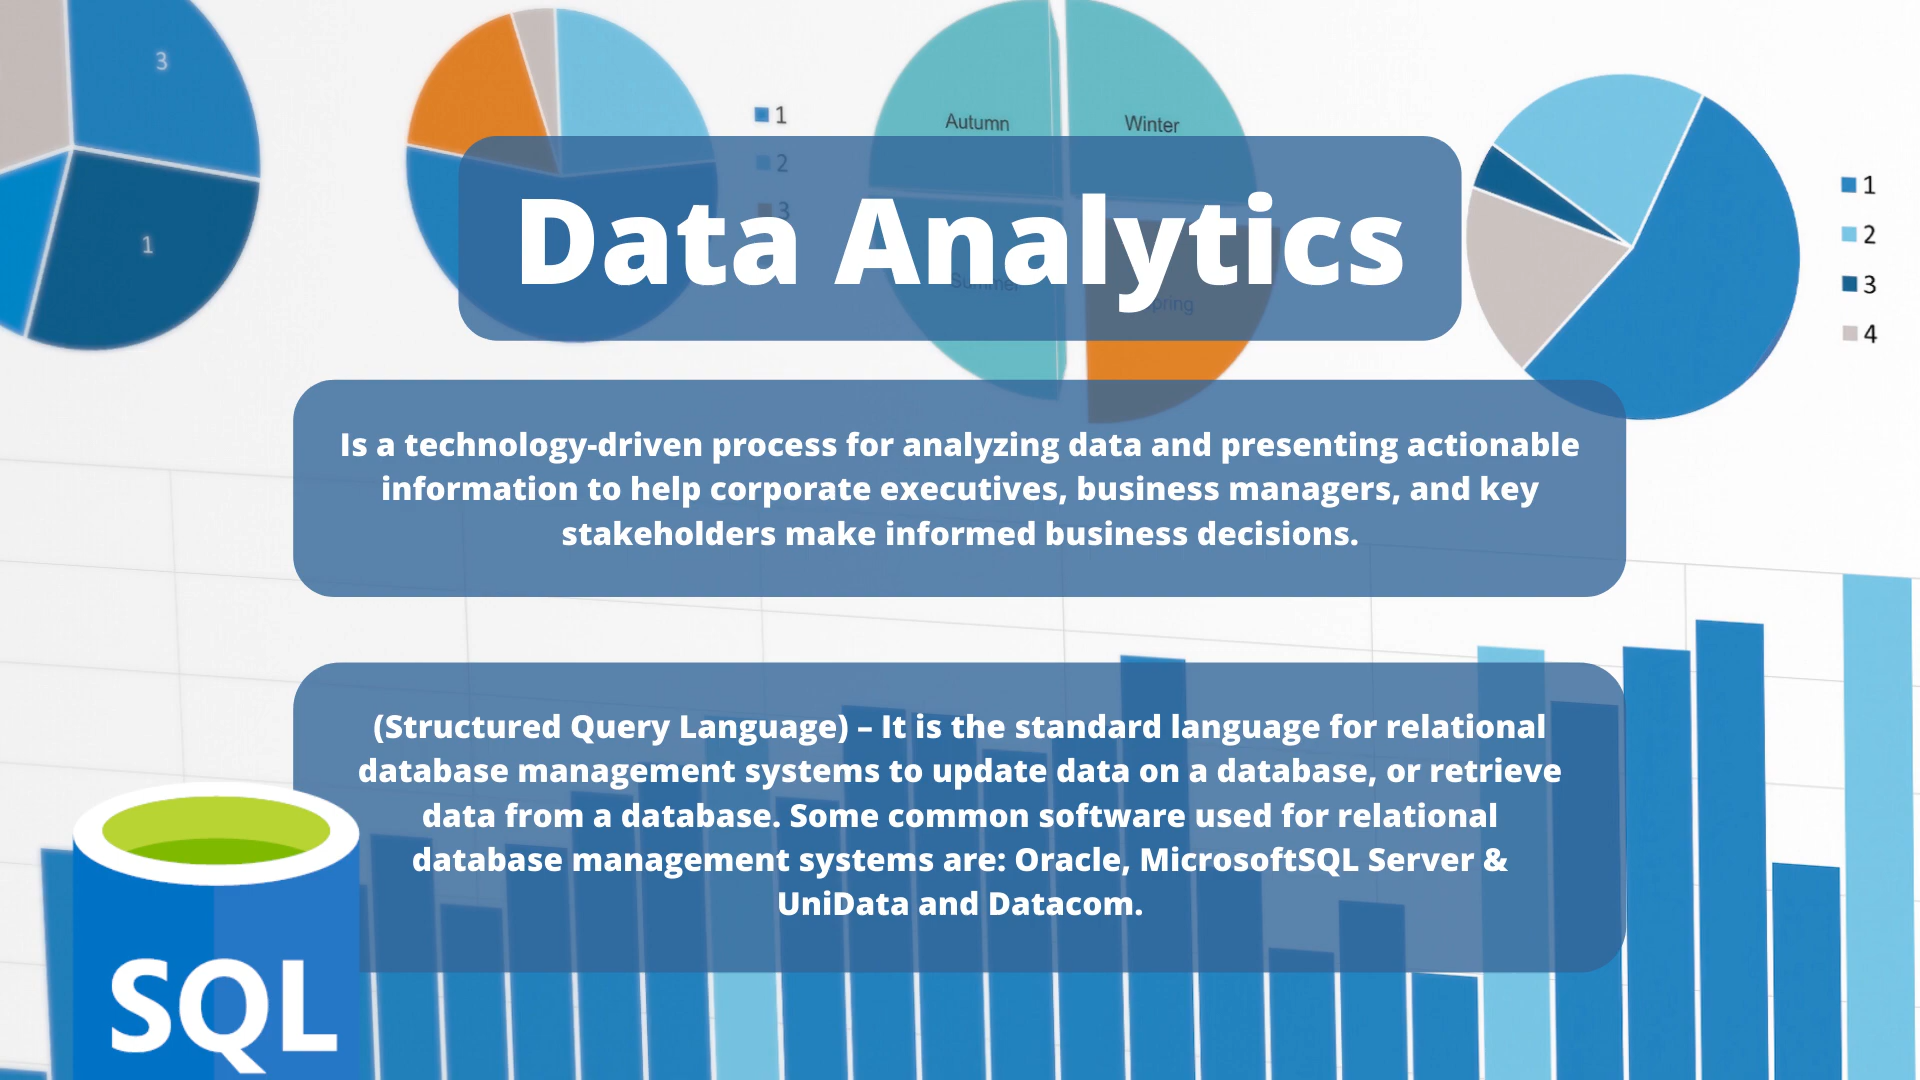 3
1
1
2
3
Autumn
Winter
Summer
Spring
1
2
3
4
Data Analytics
Is a technology-driven process for analyzing data and presenting actionable
information to help corporate executives, business managers, and key
stakeholders make informed business decisions.
(Structured Query Language) – It is the standard language for relational
database management systems to update data on a database, or retrieve
data from a database. Some common software used for relational
database management systems are: Oracle, MicrosoftSQL Server &
UniData and Datacom.
SQL